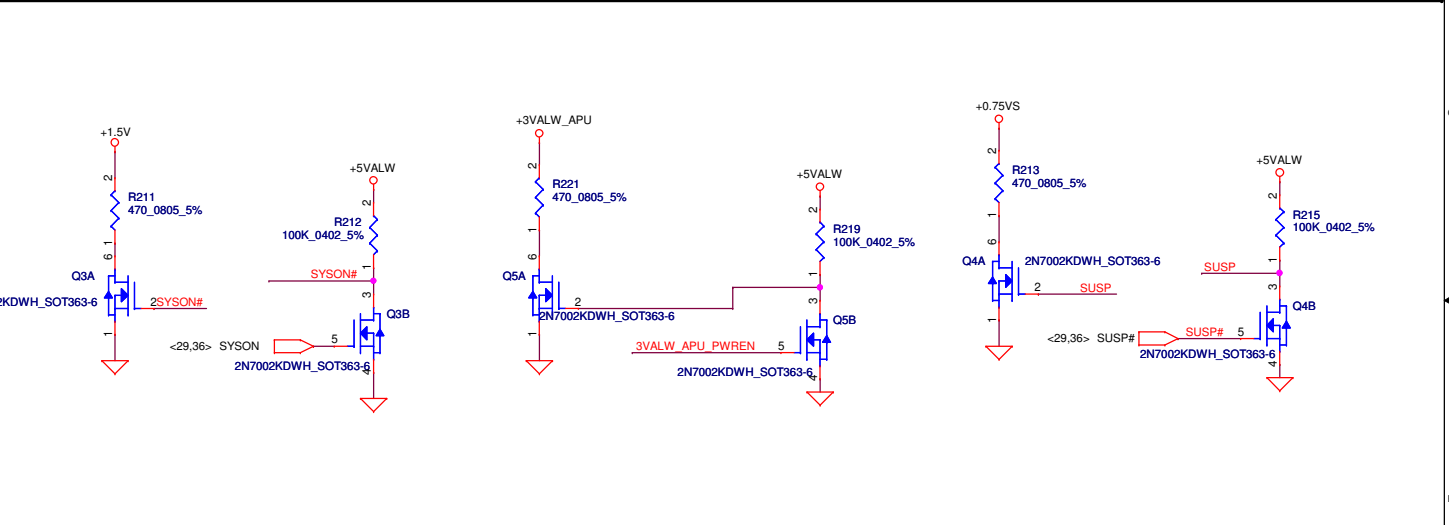 +1.5V
2
R211
470_0805_5%
1
6
Q3A
2KDWH_SOT363-6
2SYSON#
1
+5VALW
2
R212
100K_0402_5%
1
SYSON#
3
Q3B
<29,36> SYSON
5
2N7002KDWH_SOT363-6
4
+3VALW_APU
2
R221
470_0805_5%
1
6
Q5A
2
2N7002KDWH_SOT363-6
1
+5VALW
2
R219
100K_0402_5%
1
3
Q5B
3VALW_APU_PWREN
5
2N7002KDWH_SOT363-6
4
+0.75VS
2
R213
470_0805_5%
1
6
Q4A
2N7002KDWH_SOT363-6
2
SUSP
1
+5VALW
2
R215
100K_0402_5%
1
SUSP
3
Q4B
<29,36> SUSP#
SUSP#
5
2N7002KDWH_SOT363-6
4